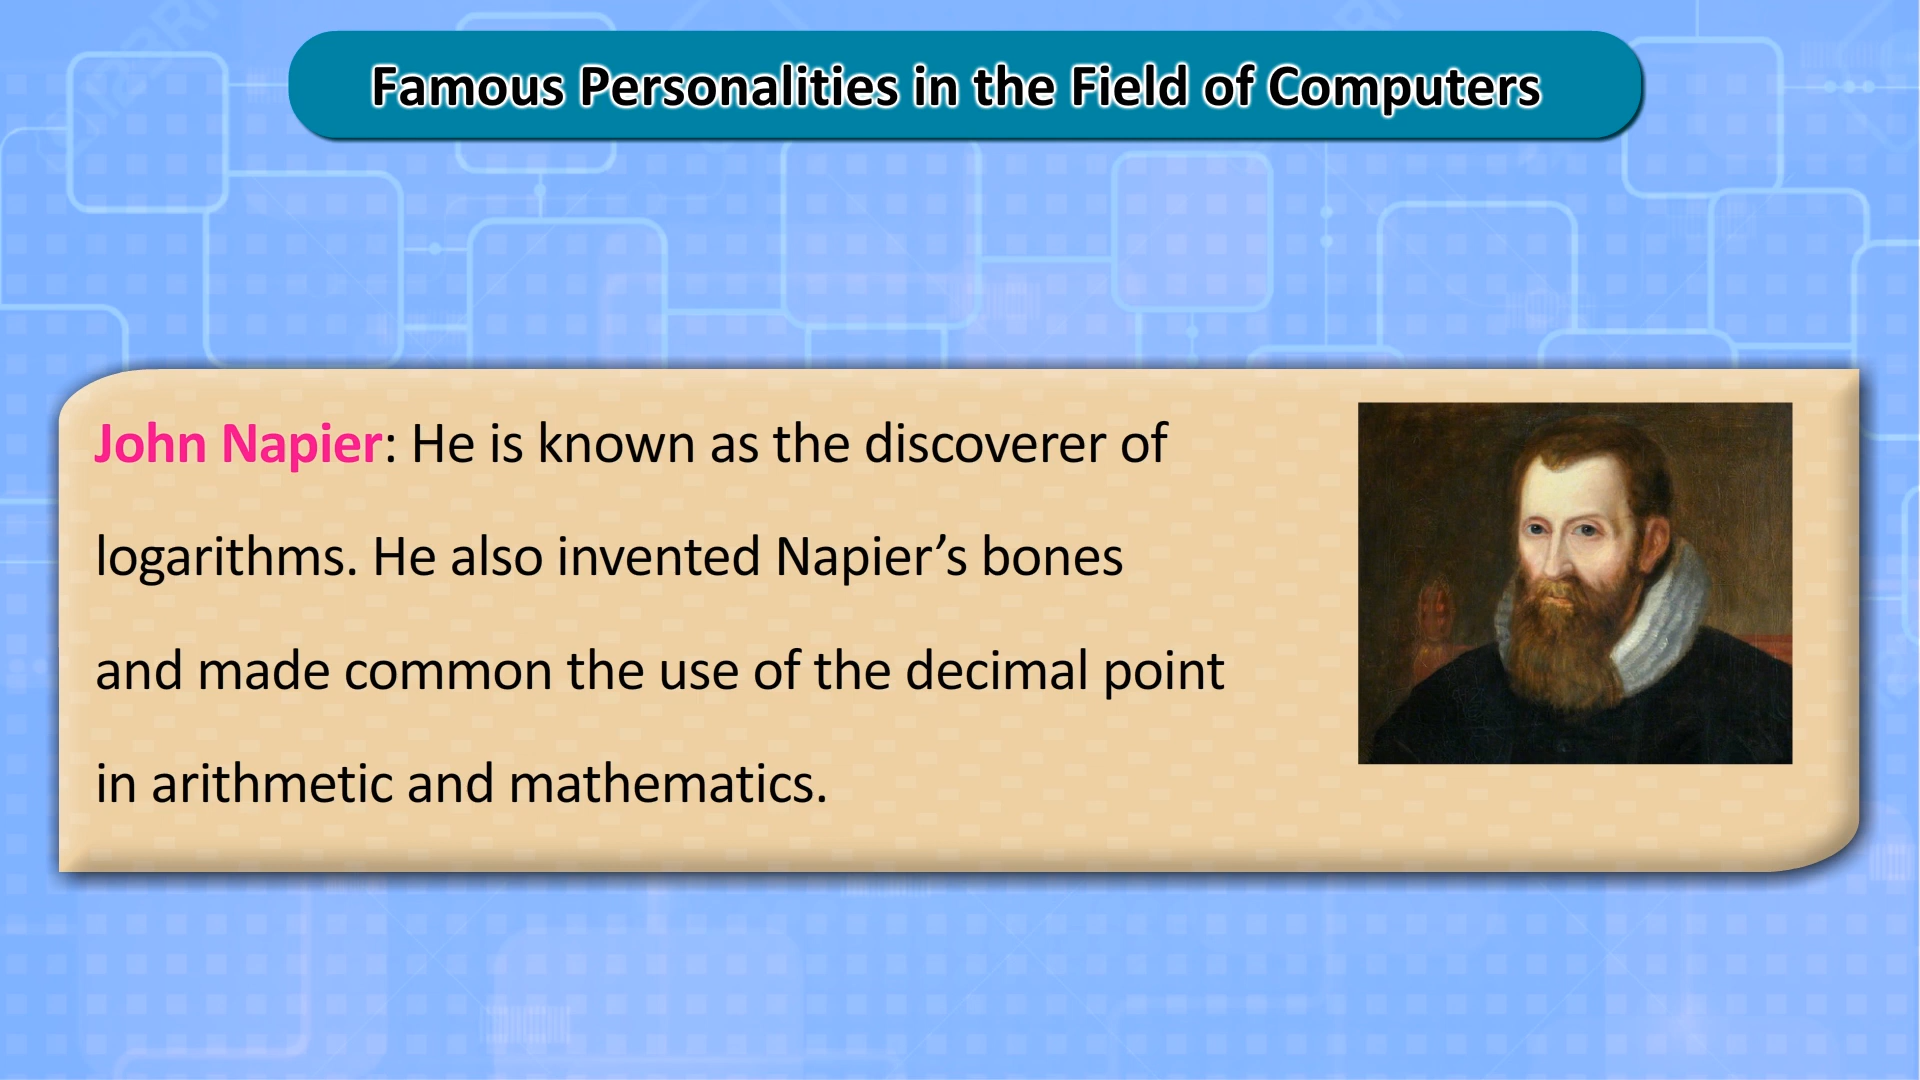 Famous Personalities in the Field of Computers
John Napier: He is known as the discoverer of
logarithms. He also invented Napier’s bones
and made common the use of the decimal point
in arithmetic and mathematics.